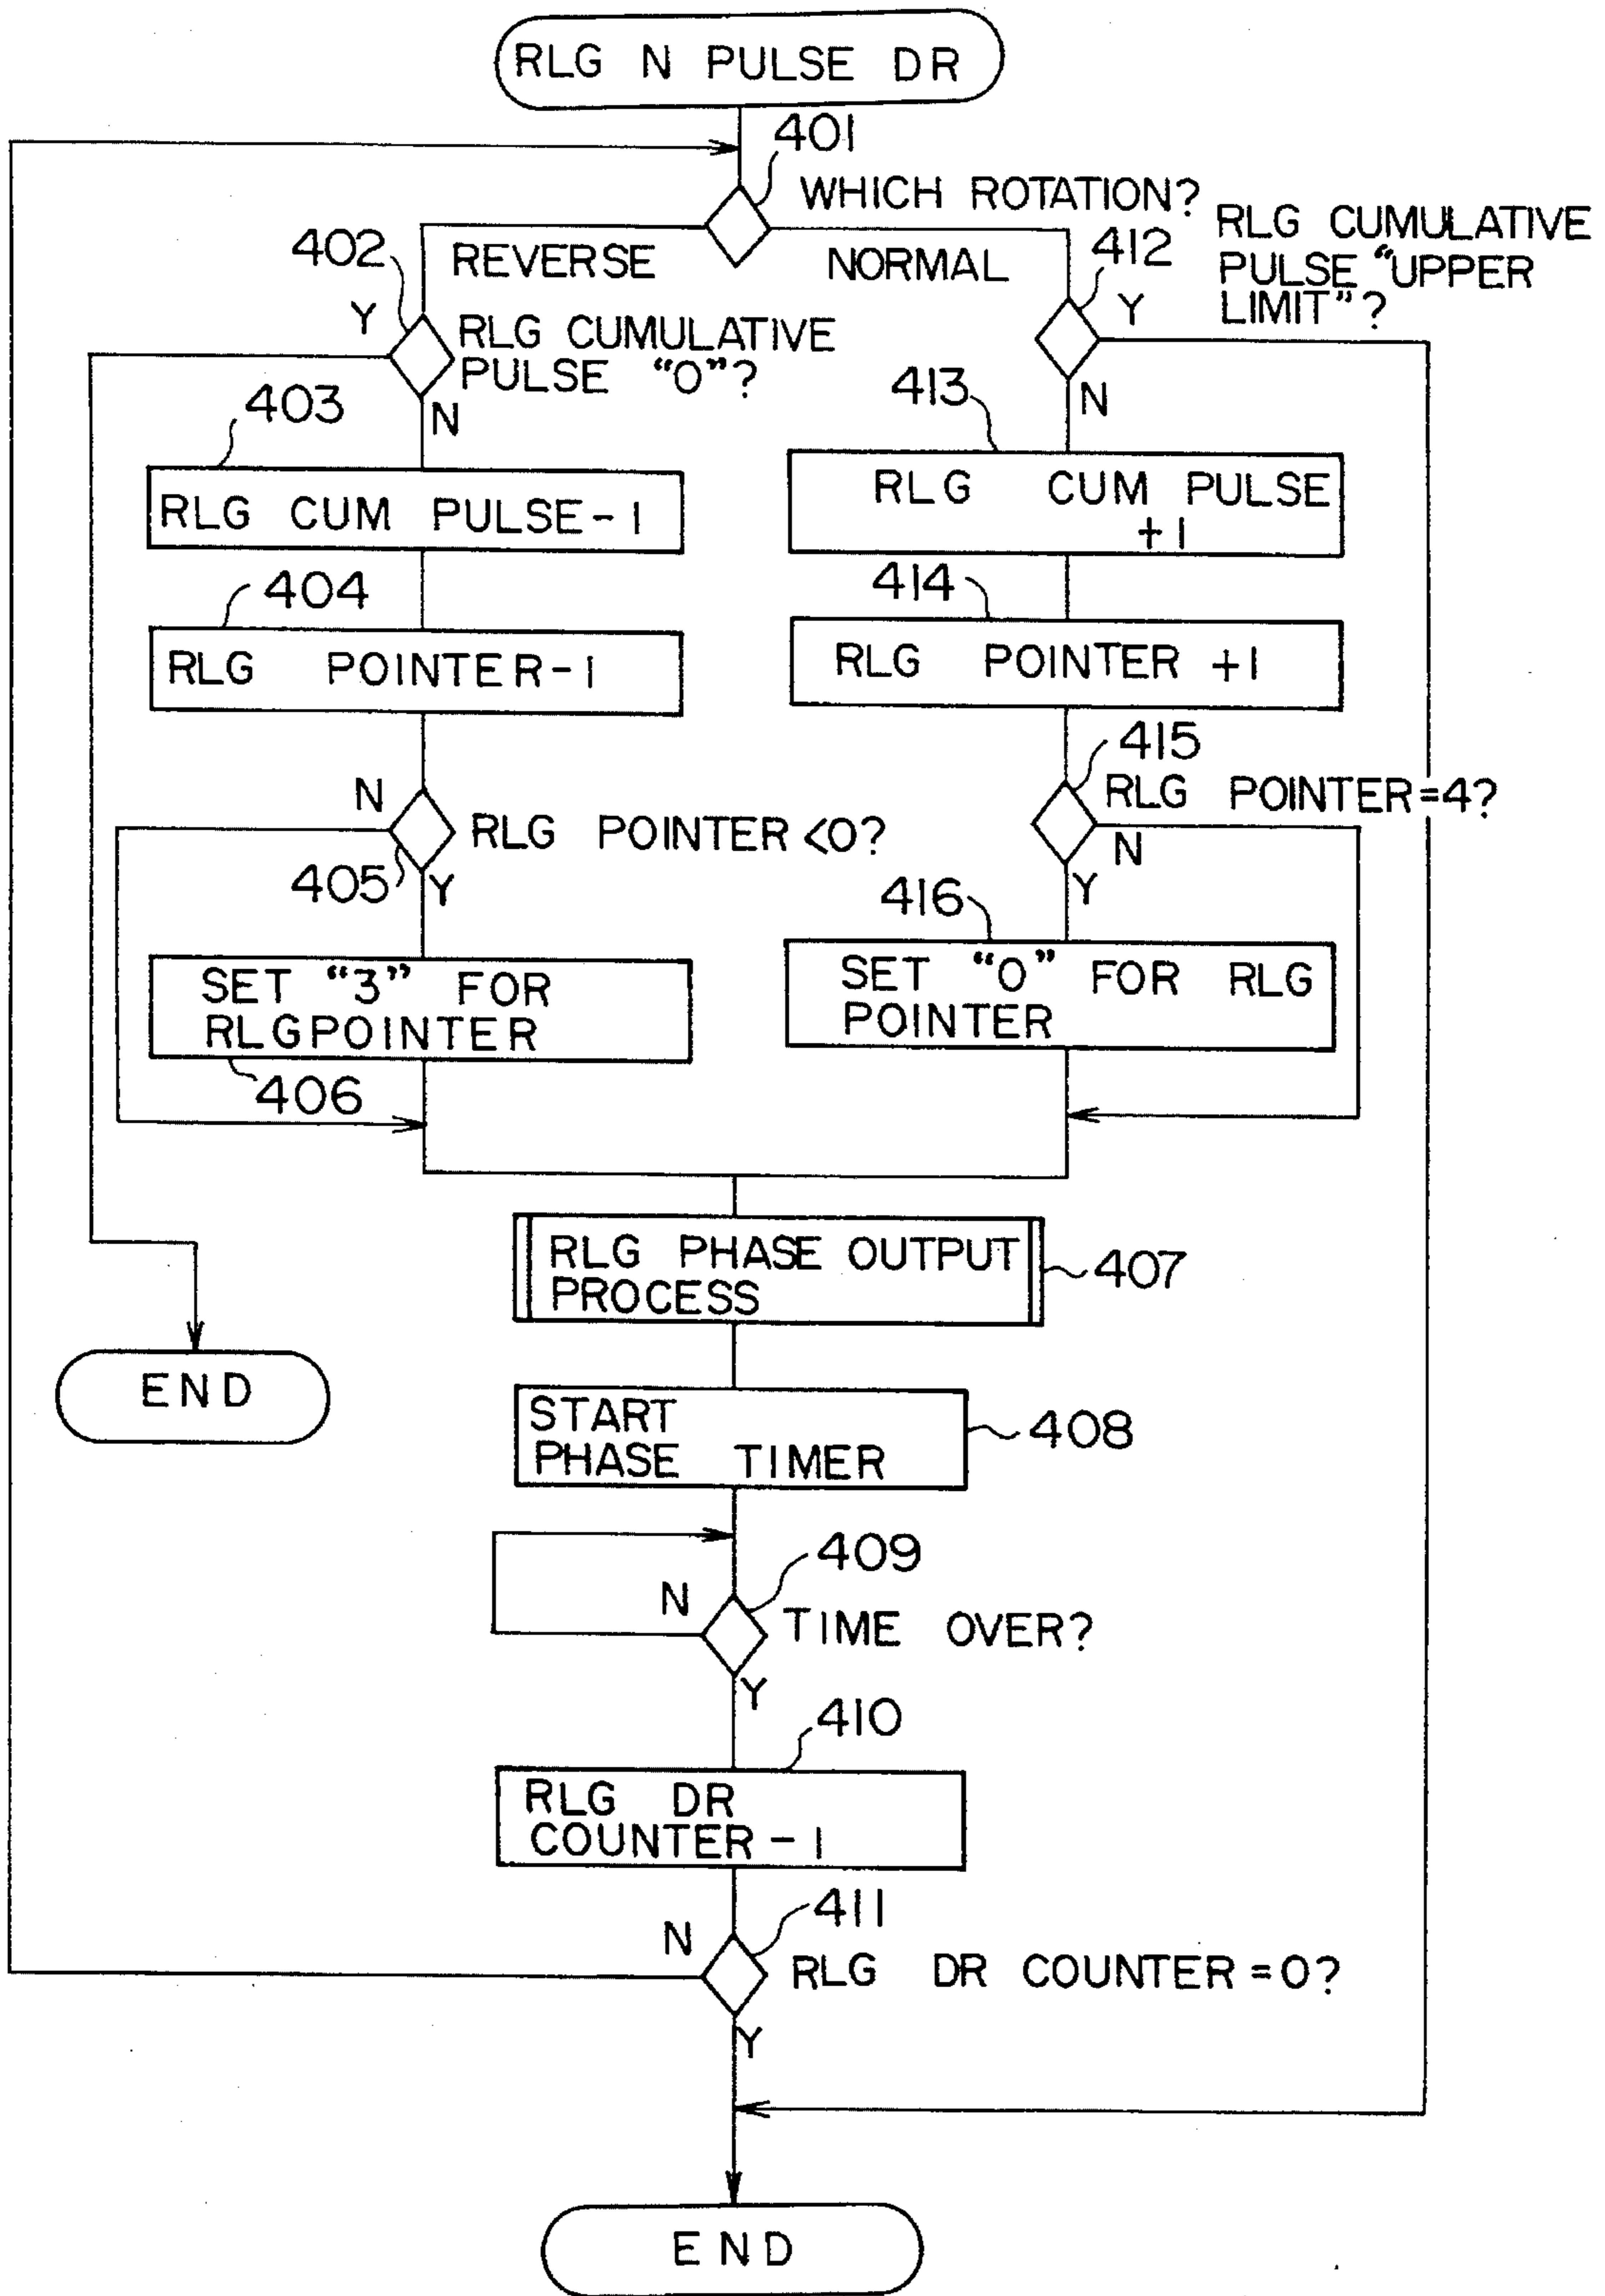 RLG N PULSE DR
401
WHICH ROTATION?
REVERSE
NORMAL
402
Y
RLG CUMULATIVE
PULSE “0”?
N
403
RLG CUM PULSE-1
404
RLG POINTER-1
N
RLG POINTER<0?
405
Y
SET “3” FOR
RLGPOINTER
406
412
RLG CUMULATIVE
PULSE “UPPER
LIMIT”?
Y
N
413
RLG CUM PULSE
+1
414
RLG POINTER +1
415
RLG POINTER=4?
N
Y
416
SET “0” FOR RLG
POINTER
RLG PHASE OUTPUT
PROCESS
407
END
START
PHASE TIMER
408
409
N
TIME OVER?
Y
410
RLG DR
COUNTER-1
411
N
RLG DR COUNTER=0?
Y
END